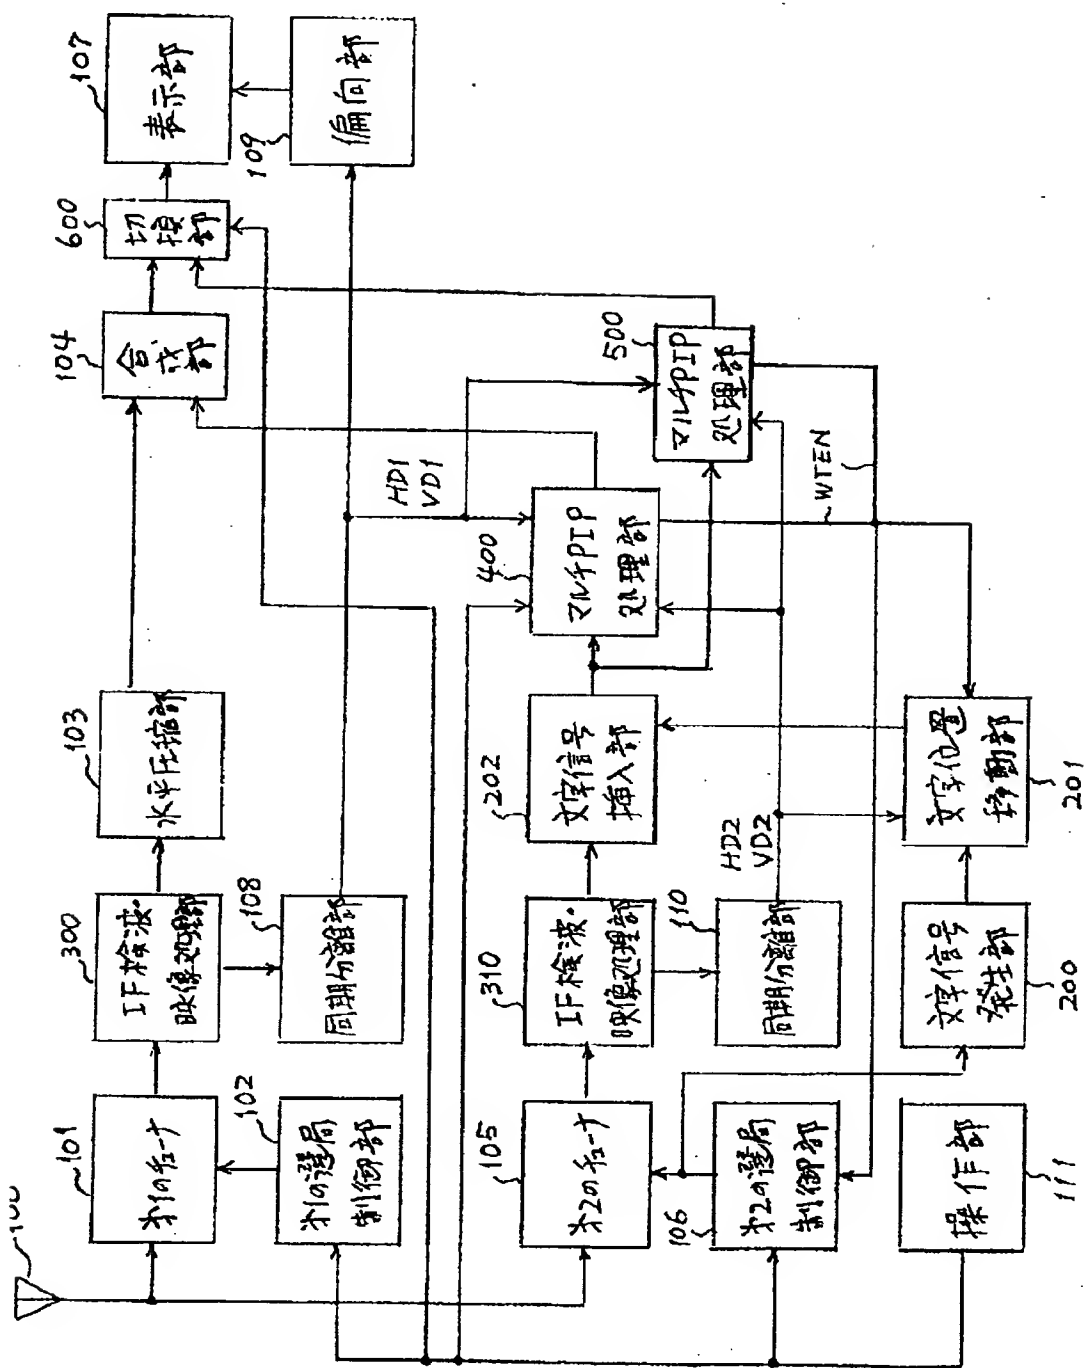 101
第1のチューナ
300
IF検波・
映像処理部
103
水平圧縮部
104
合成部
600
切換部
107
表示部
102
第1の選局
制御部
108
同期分離部
109
偏向部
HD1
VD1
105
第2のチューナ
310
IF検波・
映像処理部
202
文字信号
挿入部
400
マルチPIP
処理部
500
マルチPIP
処理部
106
第2の選局
制御部
110
同期分離部
HD2
VD2
WTEN
111
操作部
200
文字信号
発生部
201
文字位置
移動部